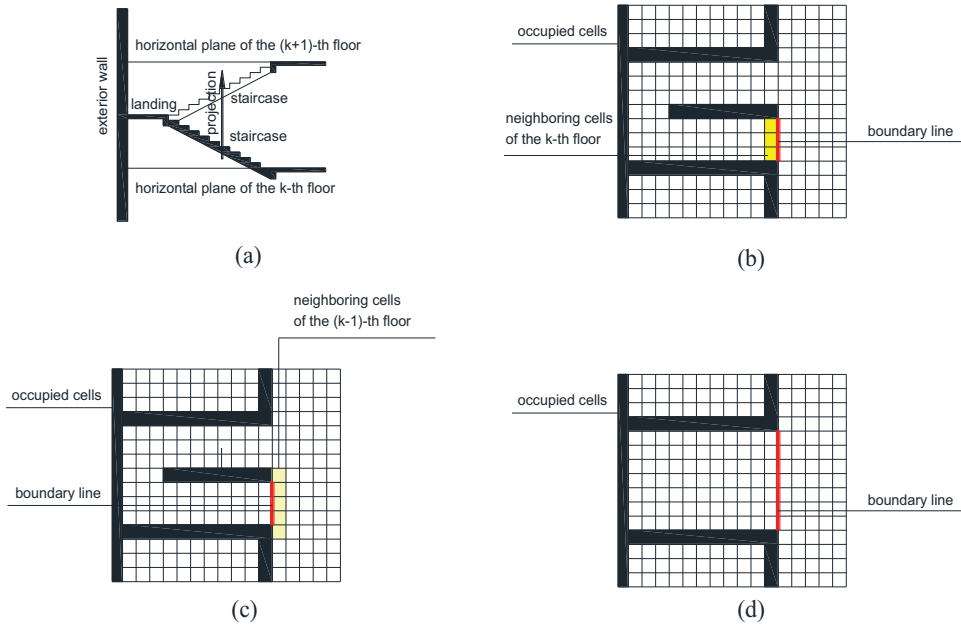 horizontal plane of the (k+1)-th floor
exterior wall
landing
projection
staircase
staircase
horizontal plane of the k-th floor
(a)
occupied cells
neighboring cells
of the k-th floor
boundary line
(b)
neighboring cells
of the (k-1)-th floor
occupied cells
boundary line
(c)
occupied cells
boundary line
(d)